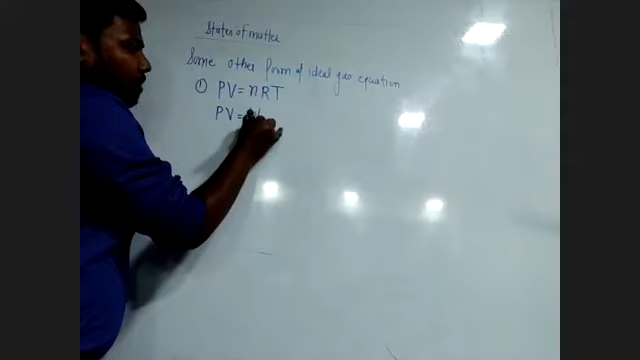 States of matter
Some other form of ideal gas equation
① PV = nRT
PV =